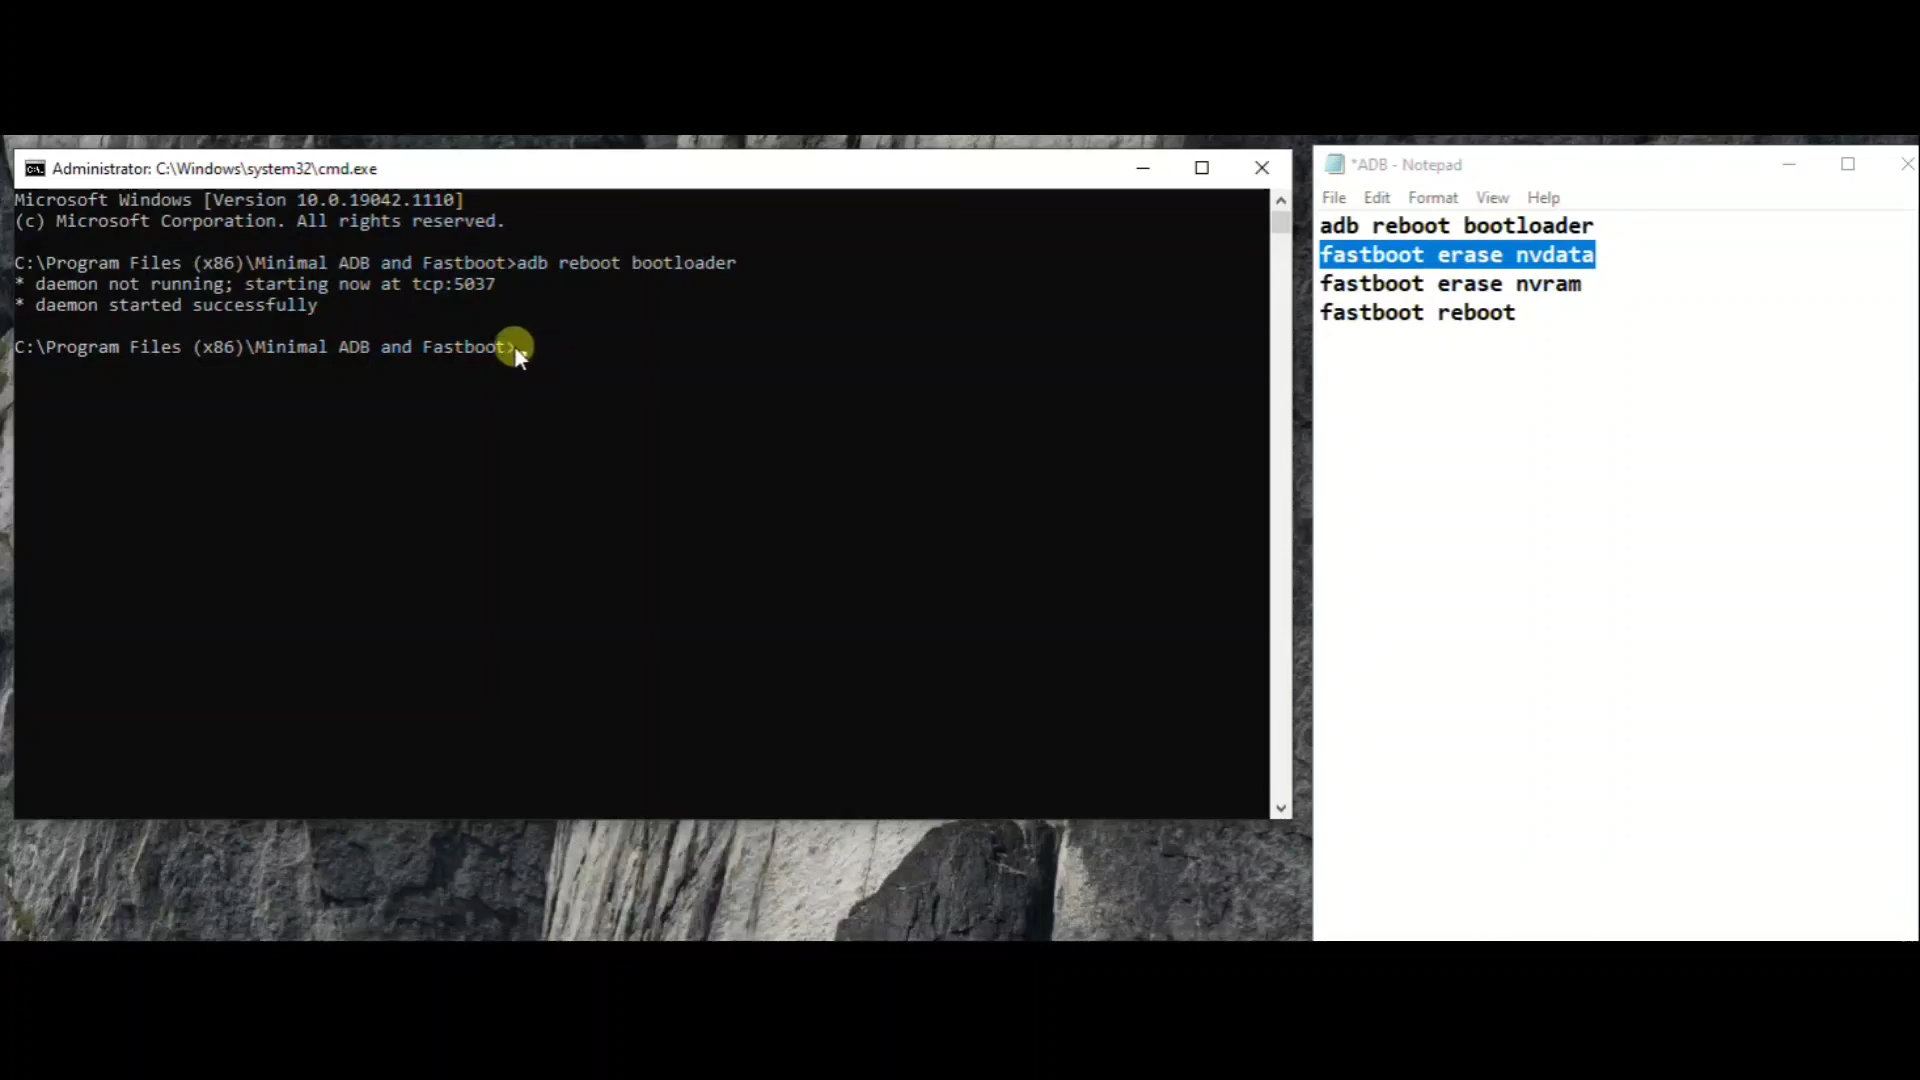 Administrator: C:\Windows\system32\cmd.exe
Microsoft Windows [Version 10.0.19042.1110]
(c) Microsoft Corporation. All rights reserved.
C:\Program Files (x86)\Minimal ADB and Fastboot>adb reboot bootloader
* daemon not running; starting now at tcp:5037
* daemon started successfully
C:\Program Files (x86)\Minimal ADB and Fastboot>
*ADB - Notepad
File Edit Format View Help
adb reboot bootloader
fastboot erase nvdata
fastboot erase nvram
fastboot reboot